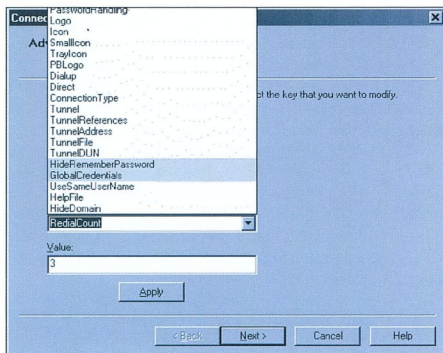 Connec
PasswordHandling
Logo
Icon
SmallIcon
TrayIcon
PBLogo
Dialup
Direct
ConnectionType
Tunnel
TunnelReferences
TunnelAddress
TunnelFile
TunnelDUN
HideRememberPassword
GlobalCredentials
UseSameUserName
HelpFile
HideDomain
Ad
ct the key that you want to modify.
RedialCount
Value:
3
Apply
< Back
Next >
Cancel
Help